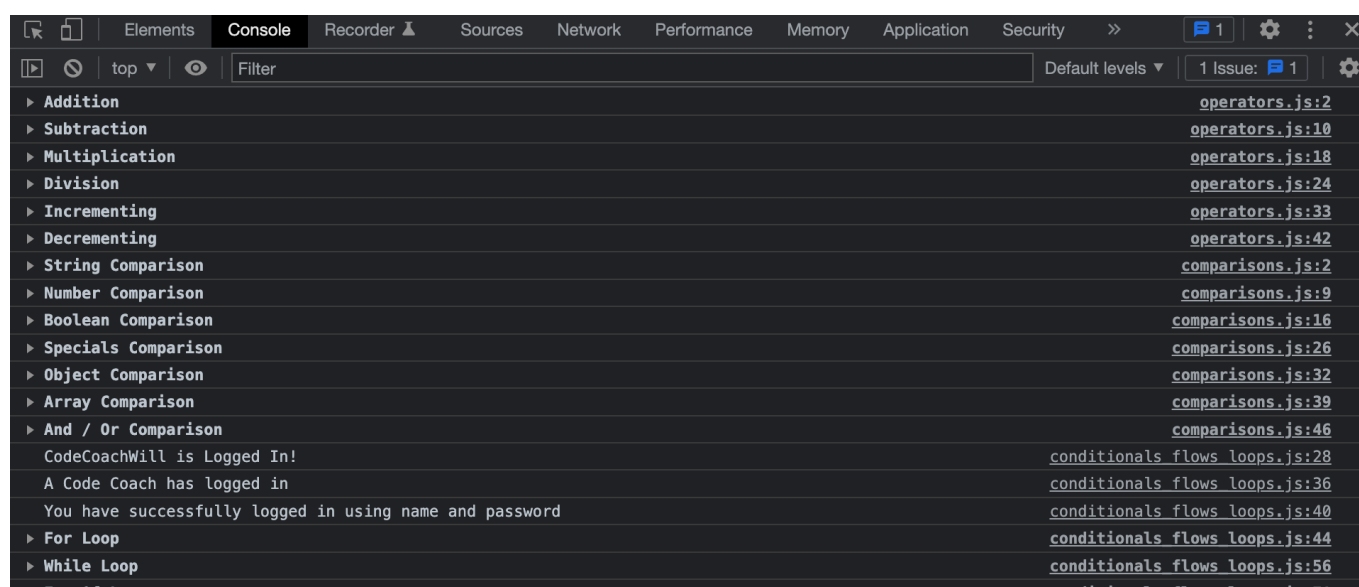 Elements Console Recorder Sources Network Performance Memory Application Security 1
top Filter Default levels 1 Issue: 1
Addition operators.js:2
Subtraction operators.js:10
Multiplication operators.js:18
Division operators.js:24
Incrementing operators.js:33
Decrementing operators.js:42
String Comparison comparisons.js:2
Number Comparison comparisons.js:9
Boolean Comparison comparisons.js:16
Specials Comparison comparisons.js:26
Object Comparison comparisons.js:32
Array Comparison comparisons.js:39
And / Or Comparison comparisons.js:46
CodeCoachWill is Logged In! conditionals_flows_loops.js:28
A Code Coach has logged in conditionals_flows_loops.js:36
You have successfully logged in using name and password conditionals_flows_loops.js:40
For Loop conditionals_flows_loops.js:44
While Loop conditionals_flows_loops.js:56